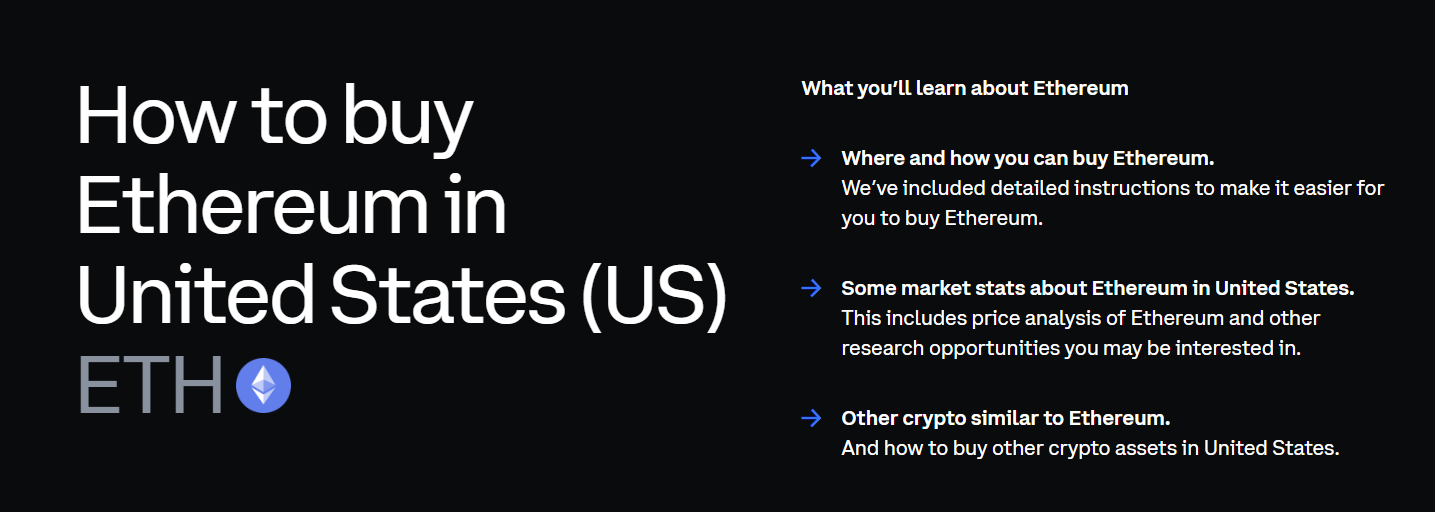 How to buy
Ethereum in
United States (US)
ETH
What you’ll learn about Ethereum
Where and how you can buy Ethereum.
We’ve included detailed instructions to make it easier for
you to buy Ethereum.
Some market stats about Ethereum in United States.
This includes price analysis of Ethereum and other
research opportunities you may be interested in.
Other crypto similar to Ethereum.
And how to buy other crypto assets in United States.